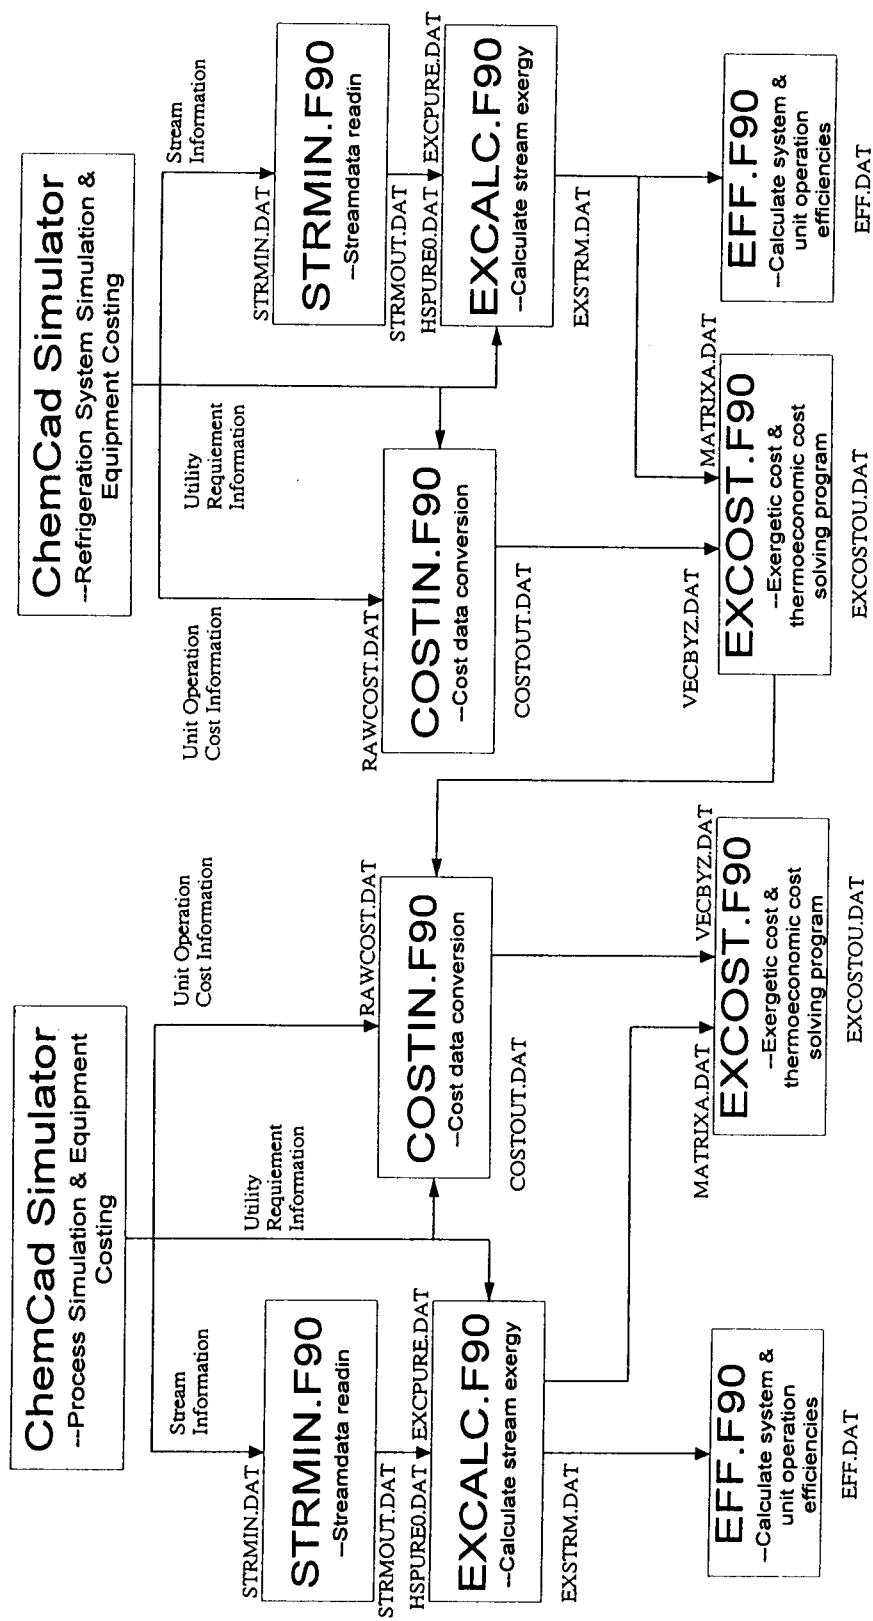 ChemCad Simulator
--Process Simulation & Equipment
Costing
Stream
Information
Utility
Requiement
Information
Unit Operation
Cost Information
STRMIN.DAT
STRMIN.F90
--Streamdata readin
STRMOUT.DAT
HSPURE0.DAT
EXCPURE.DAT
EXCALC.F90
--Calculate stream exergy
EXSTRM.DAT
EFF.F90
--Calculate system &
unit operation
efficiencies
EFF.DAT
RAWCOST.DAT
COSTIN.F90
--Cost data conversion
COSTOUT.DAT
MATRIXA.DAT
VECBYZ.DAT
EXCOST.F90
--Exergetic cost &
thermoeconomic cost
solving program
EXCOSTOU.DAT
ChemCad Simulator
--Refrigeration System Simulation &
Equipment Costing
Unit Operation
Cost Information
Utility
Requiement
Information
Stream
Information
RAWCOST.DAT
COSTIN.F90
--Cost data conversion
COSTOUT.DAT
VECBYZ.DAT
MATRIXA.DAT
EXCOST.F90
--Exergetic cost &
thermoeconomic cost
solving program
EXCOSTOU.DAT
STRMIN.DAT
STRMIN.F90
--Streamdata readin
STRMOUT.DAT
HSPURE0.DAT
EXCPURE.DAT
EXCALC.F90
--Calculate stream exergy
EXSTRM.DAT
EFF.F90
--Calculate system &
unit operation
efficiencies
EFF.DAT